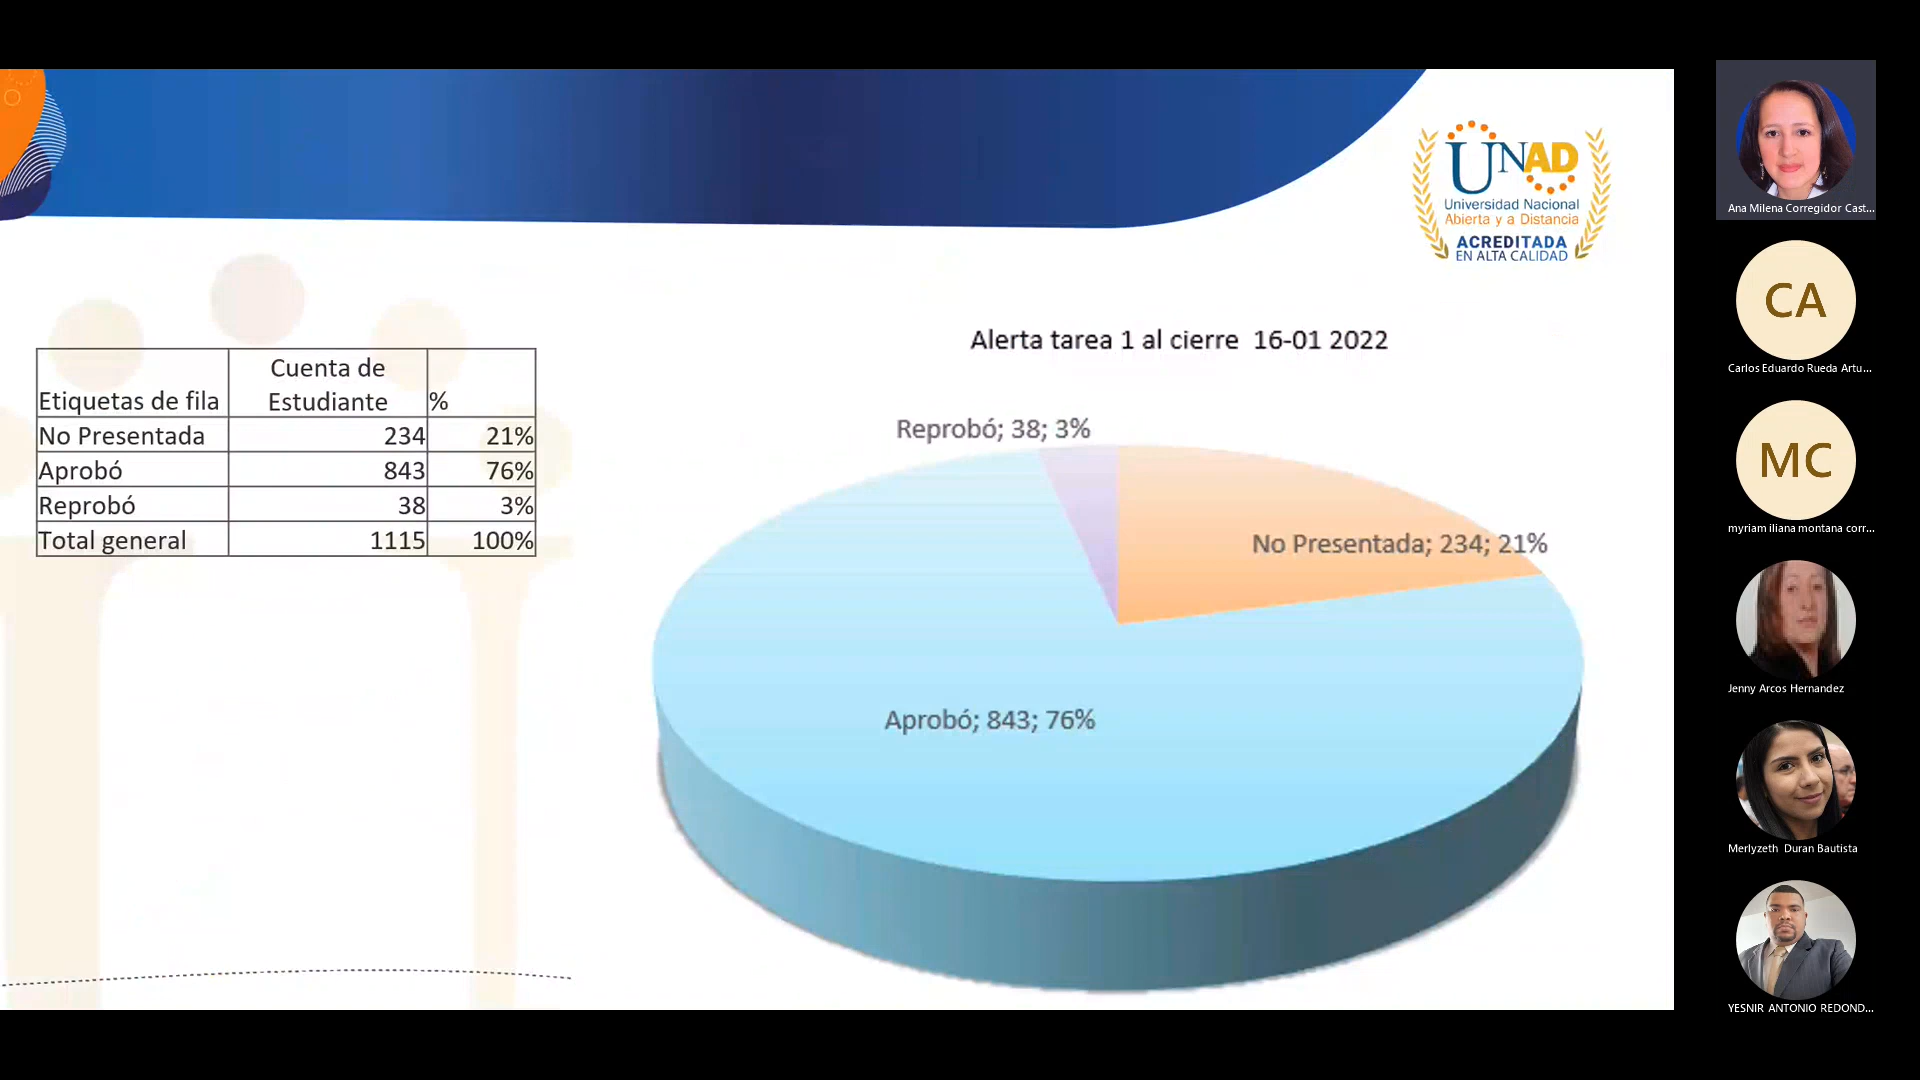 UNAD
Universidad Nacional
Abierta y a Distancia
ACREDITADA
EN ALTA CALIDAD
Etiquetas de fila Cuenta de Estudiante %
No Presentada 234 21%
Aprobó 843 76%
Reprobó 38 3%
Total general 1115 100%
Alerta tarea 1 al cierre 16-01 2022
Reprobó; 38; 3%
No Presentada; 234; 21%
Aprobó; 843; 76%
Ana Milena Corregidor Cast...
CA
Carlos Eduardo Rueda Artu...
MC
myriam iliana montana corr...
Jenny Arcos Hernandez
Merlyzeth Duran Bautista
YESNIR ANTONIO REDOND...